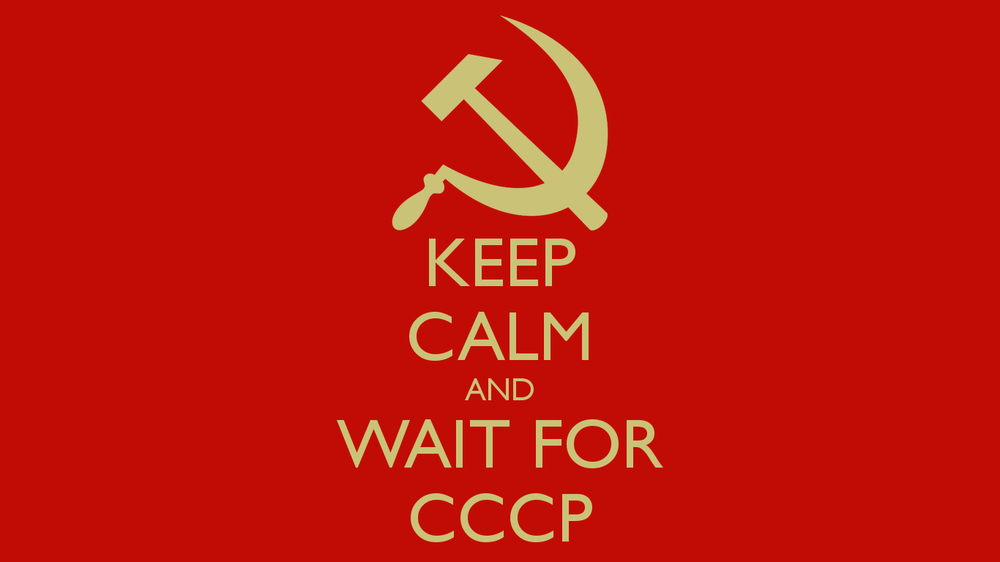 KEEP
CALM
AND
WAIT FOR
CCCP